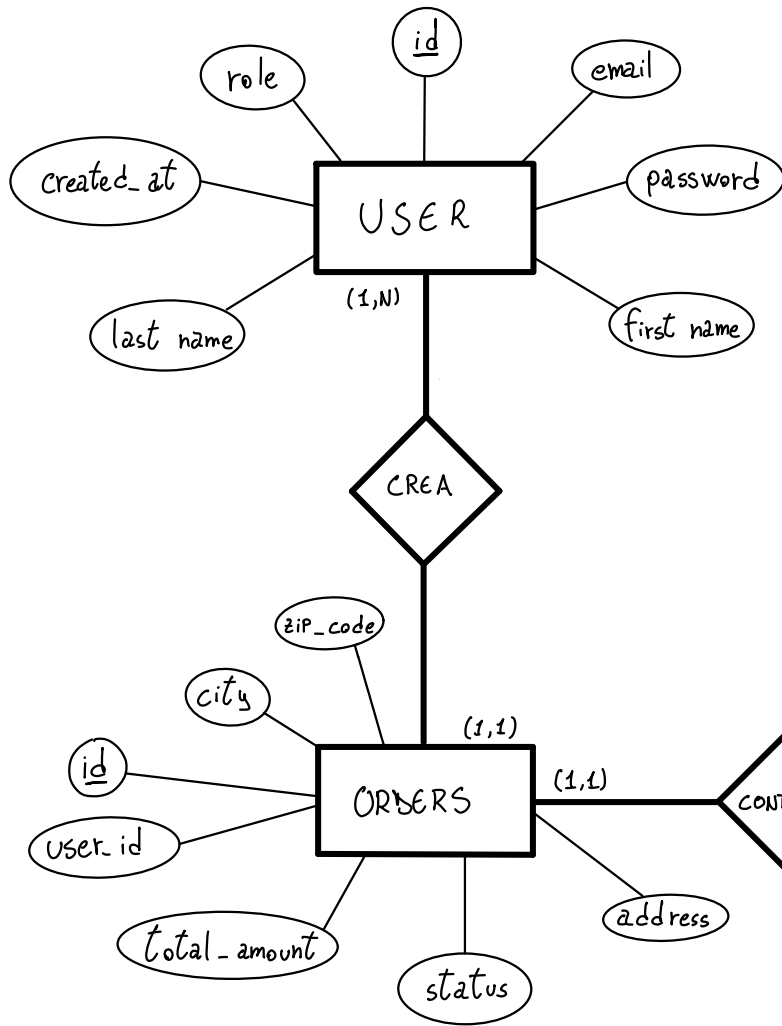 id
role
email
created_at
password
USER
(1,N)
last name
first name
CREA
zip_code
city
(1,1)
id
ORDERS
(1,1)
CONT
user_id
address
total_amount
status